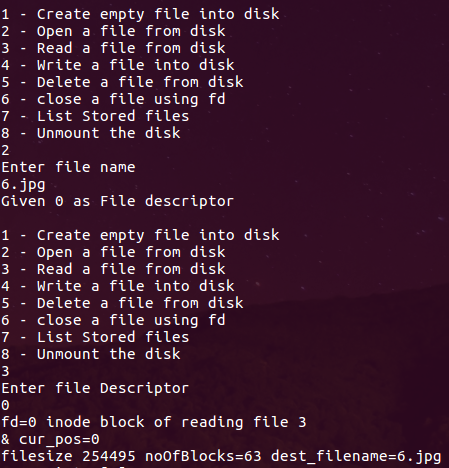 1 - Create empty file into disk
2 - Open a file from disk
3 - Read a file from disk
4 - Write a file into disk
5 - Delete a file from disk
6 - close a file using fd
7 - List Stored files
8 - Unmount the disk
2
Enter file name
6.jpg
Given 0 as File descriptor
1 - Create empty file into disk
2 - Open a file from disk
3 - Read a file from disk
4 - Write a file into disk
5 - Delete a file from disk
6 - close a file using fd
7 - List Stored files
8 - Unmount the disk
3
Enter file Descriptor
0
fd=0 inode block of reading file 3
& cur_pos=0
filesize 254495 noOfBlocks=63 dest_filename=6.jpg